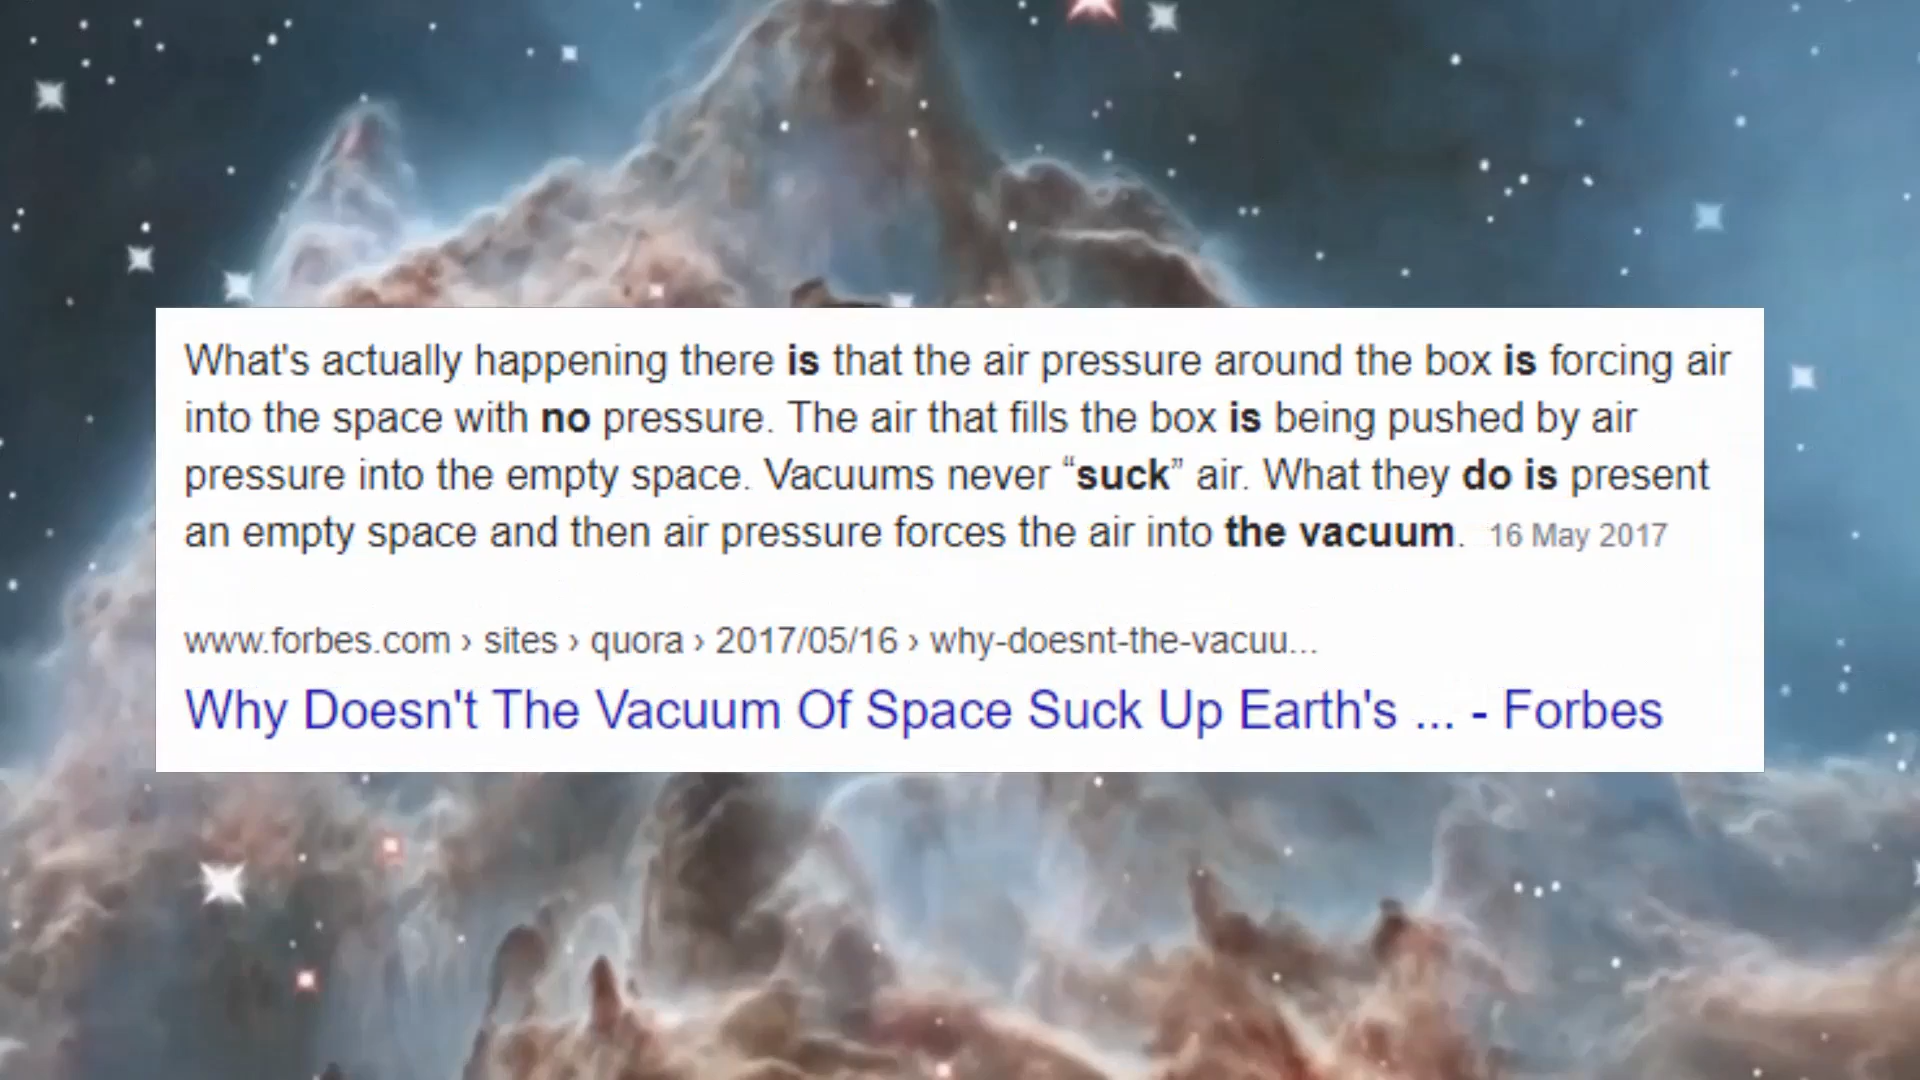 What's actually happening there is that the air pressure around the box is forcing air
into the space with no pressure. The air that fills the box is being pushed by air
pressure into the empty space. Vacuums never “suck” air. What they do is present
an empty space and then air pressure forces the air into the vacuum. 16 May 2017
www.forbes.com › sites › quora › 2017/05/16 › why-doesnt-the-vacuu...
Why Doesn't The Vacuum Of Space Suck Up Earth's ... - Forbes